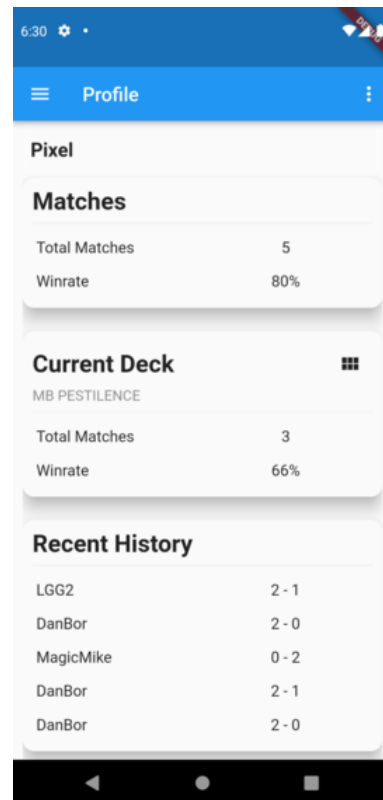 6:30
DEBUG
Profile
Pixel
Matches
Total Matches 5
Winrate 80%
Current Deck
MB PESTILENCE
Total Matches 3
Winrate 66%
Recent History
LGG2 2 - 1
DanBor 2 - 0
MagicMike 0 - 2
DanBor 2 - 1
DanBor 2 - 0